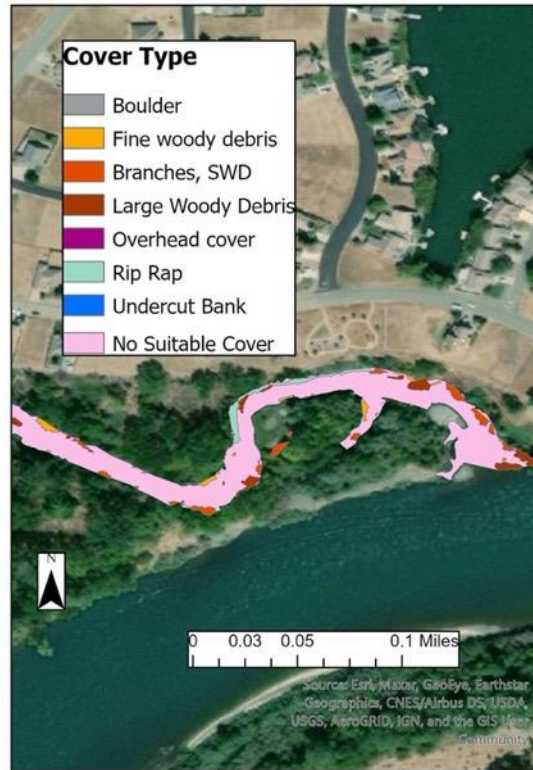 Cover Type
Boulder
Fine woody debris
Branches, SWD
Large Woody Debris
Overhead cover
Rip Rap
Undercut Bank
No Suitable Cover
N
0 0.03 0.05 0.1 Miles
Source: Esri, Maxar, GeoEye, Earthstar
Geographics, CNES/Airbus DS, USDA,
USGS, AeroGRID, IGN, and the GIS User
Community